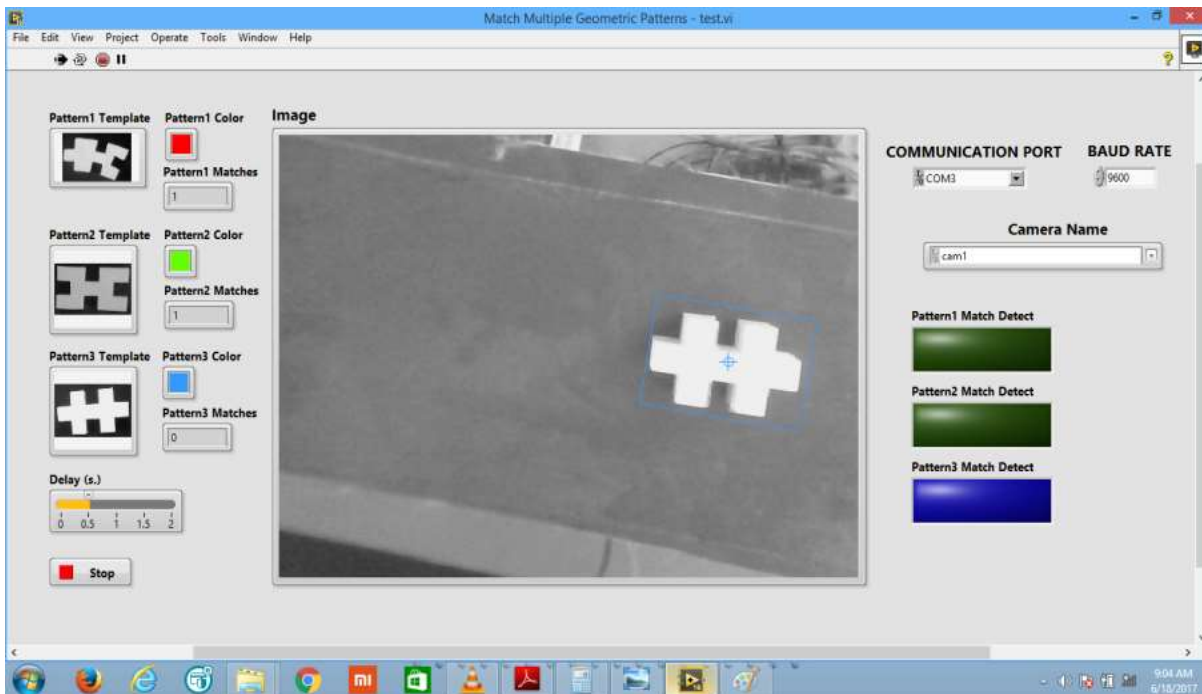 Match Multiple Geometric Patterns - test.vi
File Edit View Project Operate Tools Window Help
Pattern1 Template
Pattern1 Color
Pattern1 Matches
1
Pattern2 Template
Pattern2 Color
Pattern2 Matches
1
Pattern3 Template
Pattern3 Color
Pattern3 Matches
0
Delay (s.)
0 0.5 1 1.5 2
Stop
Image
COMMUNICATION PORT
COM3
BAUD RATE
9600
Camera Name
cam1
Pattern1 Match Detect
Pattern2 Match Detect
Pattern3 Match Detect
9:04 AM
6/18/2017